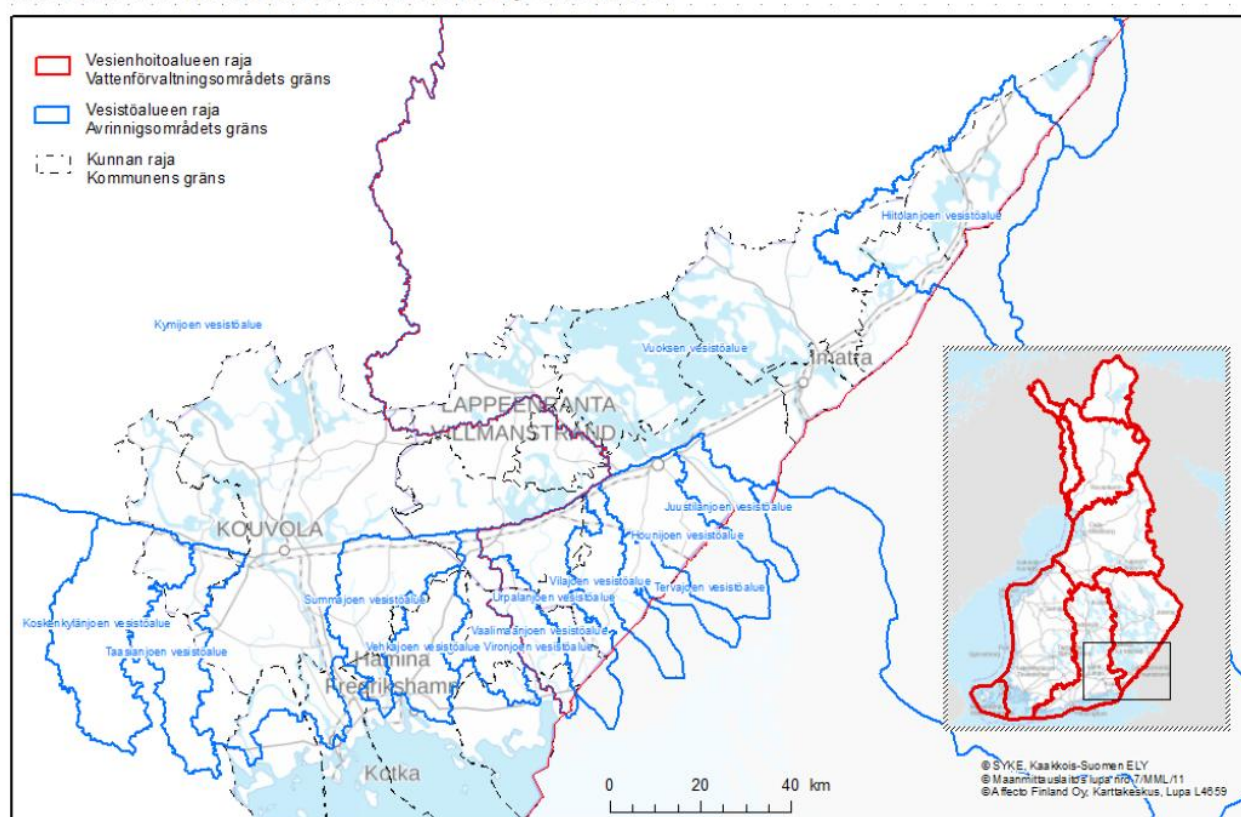 Vesienhoitoalueen raja
Vattenförvaltningsområdets gräns
Vesistöalueen raja
Avrinnigsområdets gräns
Kunnan raja
Kommunens gräns
Hiitolanjoen vesistöalue
Kymijoen vesistöalue
Vuoksen vesistöalue
Imatra
LAPPEENRANTA
VILLMANSTRAND
Juustilanjoen vesistöalue
KOUVOLA
Hounijoen vesistöalue
Vilajoen vesistöalue
Tervajoen vesistöalue
Urpalanjoen vesistöalue
Summajoen vesistöalue
Koskenkylänjoen vesistöalue
Vaalimaanjoen vesistöalue
Taasianjoen vesistöalue
Vehkajoen vesistöalue
Vironjoen vesistöalue
Hamina
Fredrikshamn
Kotka
0 20 40 km
© SYKE, Kaakkois-Suomen ELY
© Maanmittauslaitos lupa nro 7/MML/11
© Affecto Finland Oy, Karttakeskus, Lupa L4659